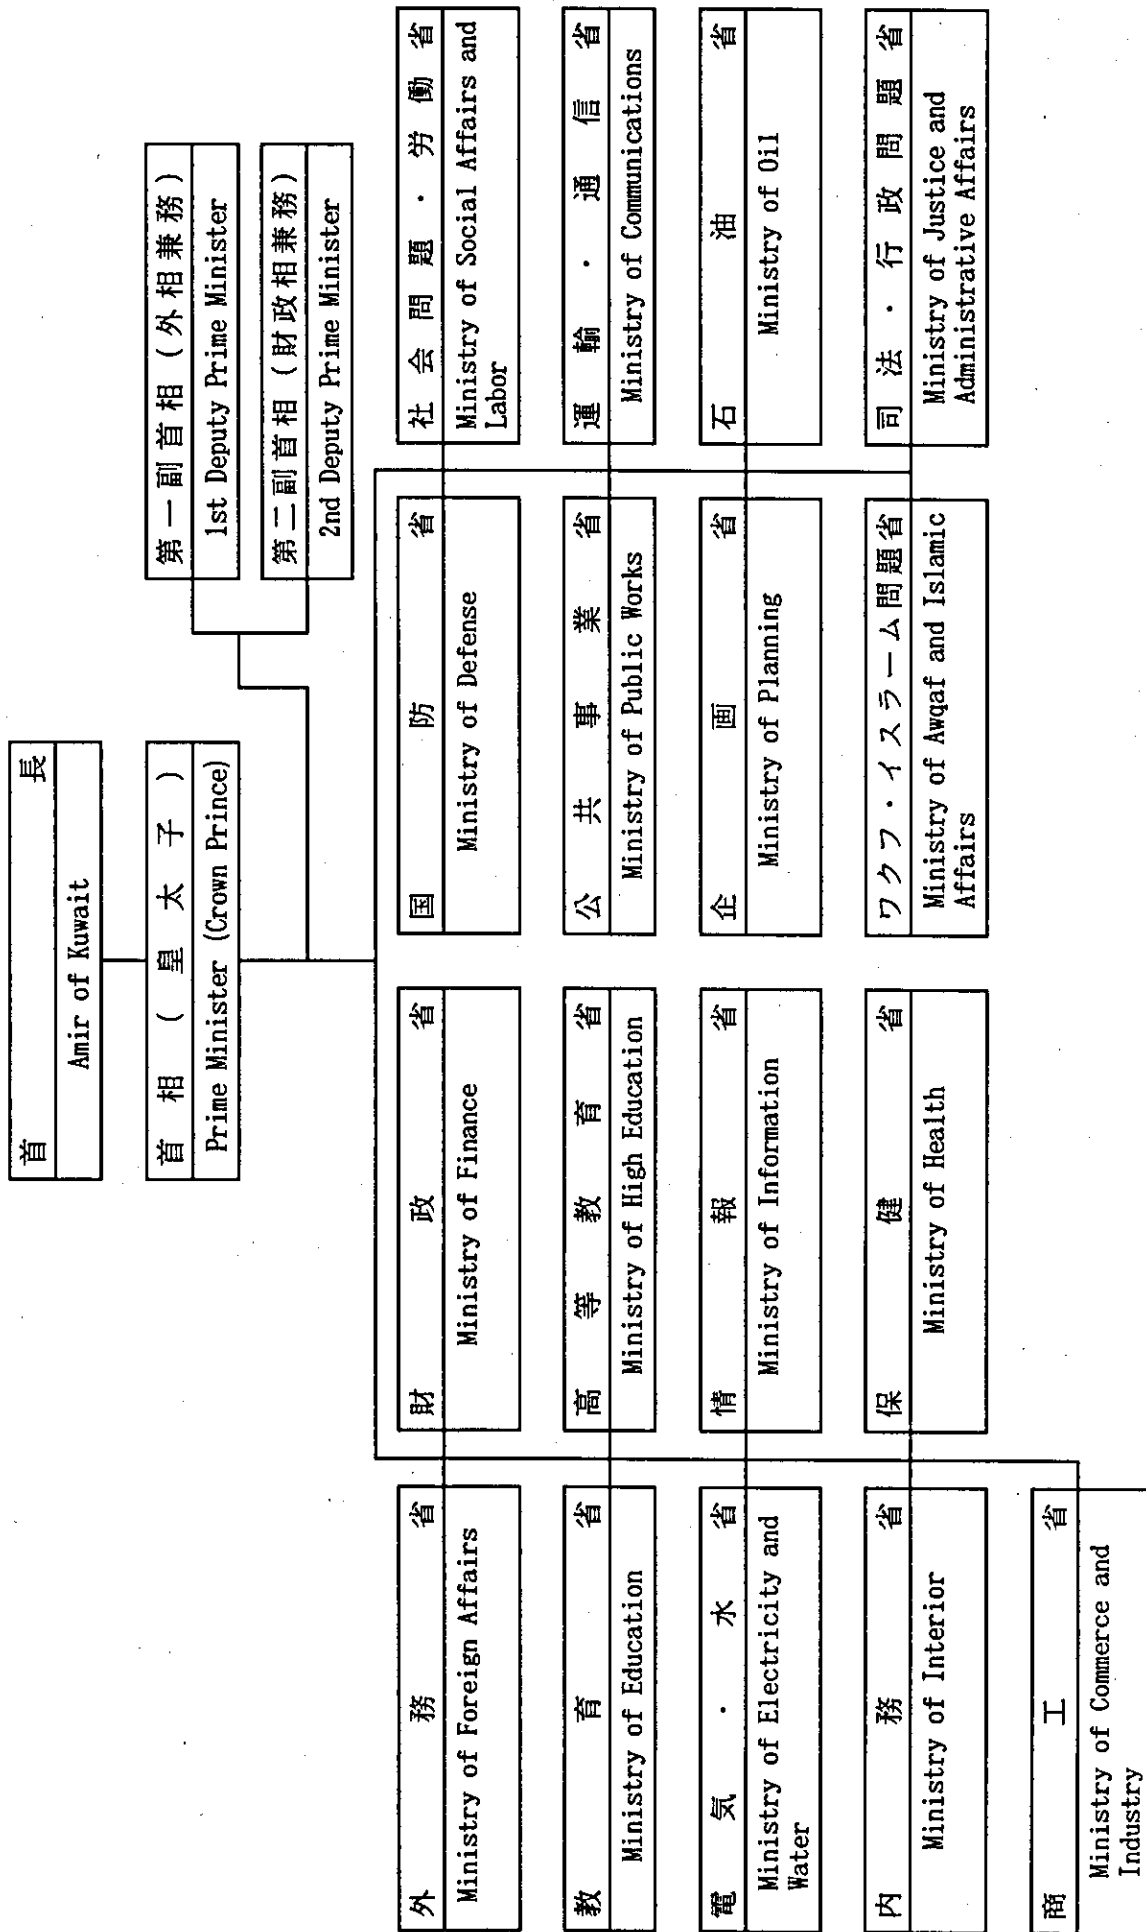 首長
Amir of Kuwait
首相(皇太子)
Prime Minister (Crown Prince)
第一副首相(外相兼務)
1st Deputy Prime Minister
第二副首相(財政相兼務)
2nd Deputy Prime Minister
外務省
Ministry of Foreign Affairs
財政省
Ministry of Finance
国防省
Ministry of Defense
社会問題・労働省
Ministry of Social Affairs and
Labor
教育省
Ministry of Education
高等教育省
Ministry of High Education
公共事業省
Ministry of Public Works
運輸・通信省
Ministry of Communications
電気・水省
Ministry of Electricity and
Water
情報省
Ministry of Information
企画省
Ministry of Planning
石油省
Ministry of Oil
内務省
Ministry of Interior
保健省
Ministry of Health
ワクフ・イスラーム問題省
Ministry of Awqaf and Islamic
Affairs
司法・行政問題省
Ministry of Justice and
Administrative Affairs
商工省
Ministry of Commerce and
Industry